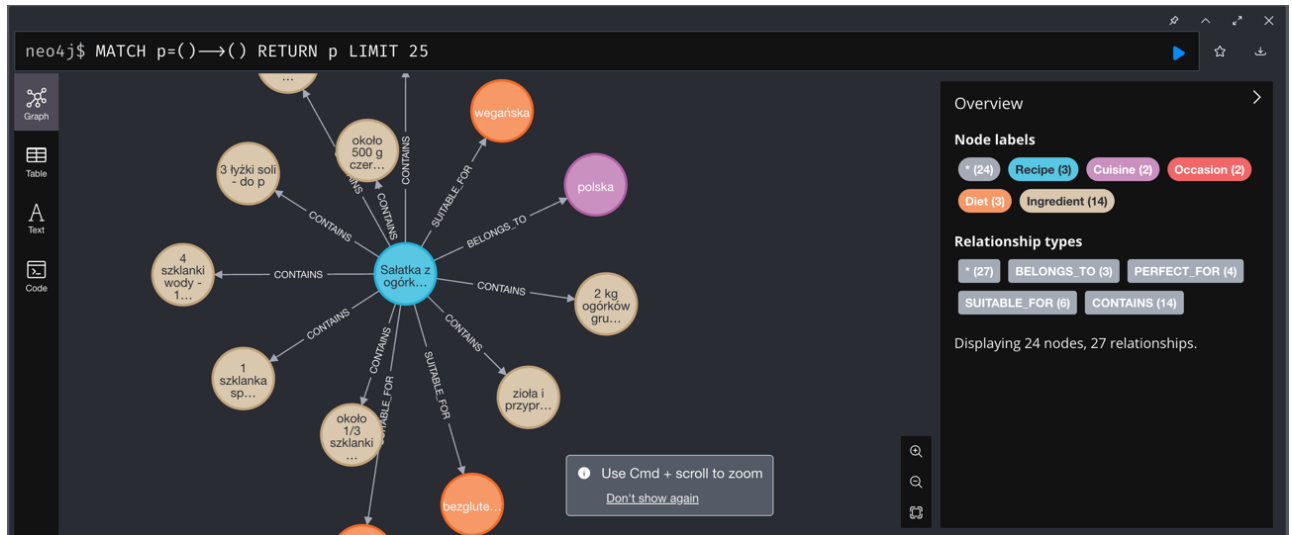 neo4j$ MATCH p=()—>() RETURN p LIMIT 25
Graph
Table
Text
Code
...
około
500 g
czer...
3 łyżki soli
- do p
4
szklanki
wody -
1...
1
szklanka
sp...
około
1/3
szklanki
...
Sałatka z
ogórk...
wegańska
polska
2 kg
ogórków
gru...
zioła i
przypr...
bezglute...
CONTAINS
CONTAINS
CONTAINS
CONTAINS
CONTAINS
CONTAINS
CONTAINS
CONTAINS
SUITABLE_FOR
SUITABLE_FOR
BELONGS_TO
Use Cmd + scroll to zoom
Don't show again
Overview
Node labels
* (24) Recipe (3) Cuisine (2) Occasion (2)
Diet (3) Ingredient (14)
Relationship types
* (27) BELONGS_TO (3) PERFECT_FOR (4)
SUITABLE_FOR (6) CONTAINS (14)
Displaying 24 nodes, 27 relationships.